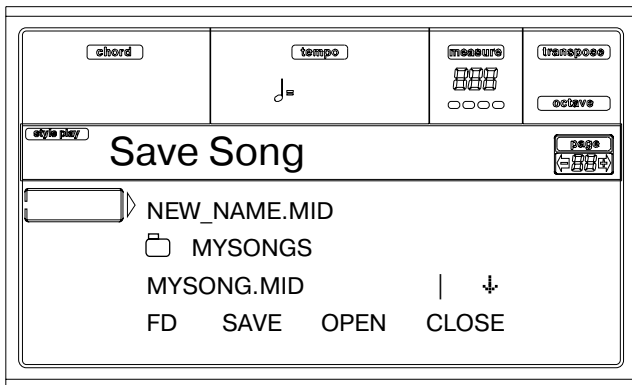 chord
tempo
measure
transpose
octave
style play
Save Song
page
NEW_NAME.MID
MYSONGS
MYSONG.MID
FD SAVE OPEN CLOSE